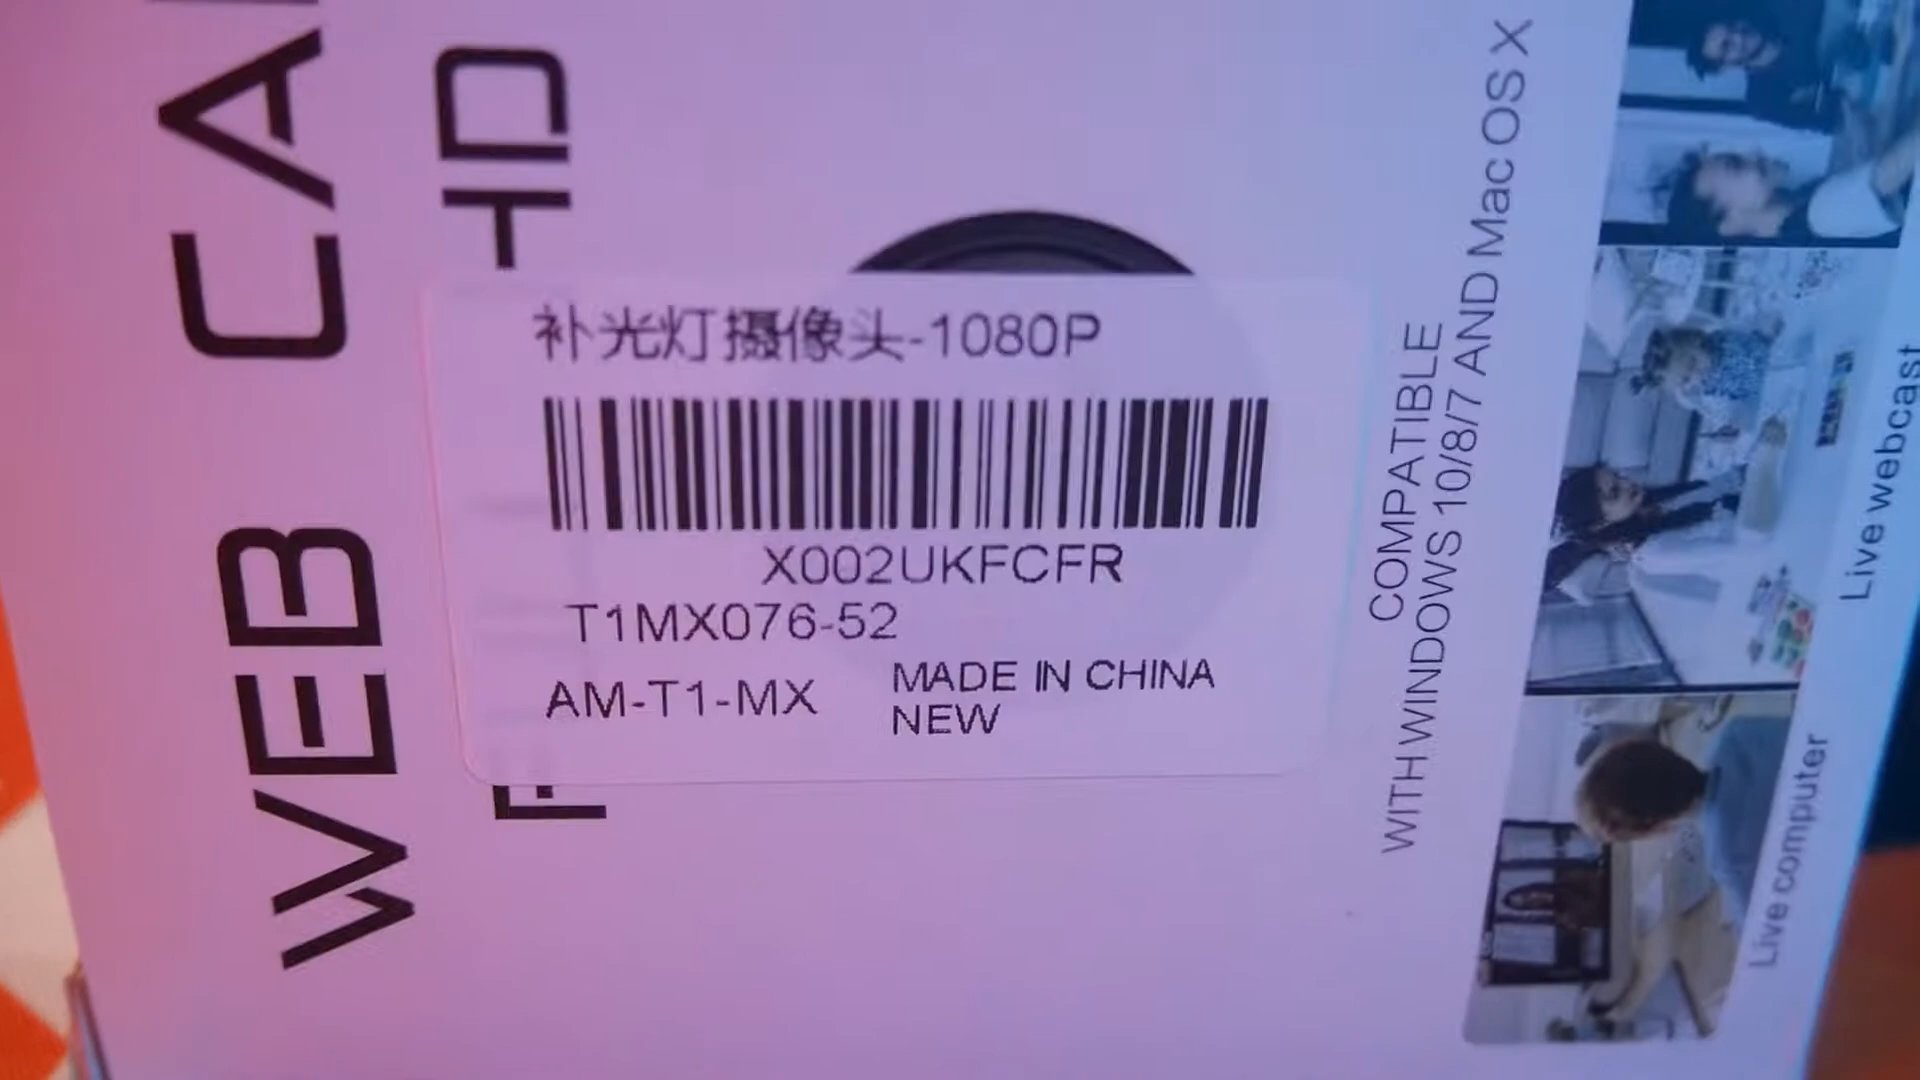 WEB CA
HD
补光灯摄像头-1080P
X002UKFCFR
T1MX076-52
AM-T1-MX
MADE IN CHINA
NEW
COMPATIBLE
WITH WINDOWS 10/8/7 AND Mac OS X
Live webcast
Live computer